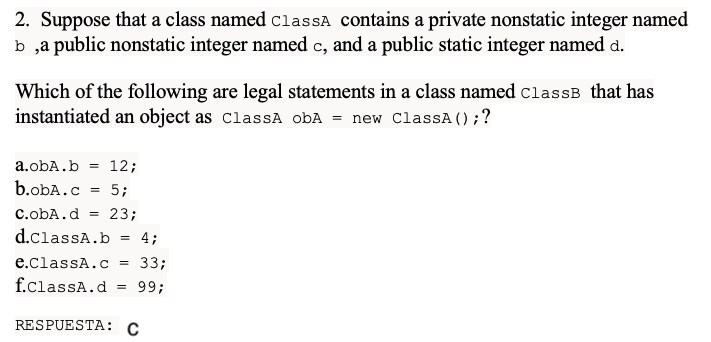 2. Suppose that a class named ClassA contains a private nonstatic integer named
b ,a public nonstatic integer named c, and a public static integer named d.
Which of the following are legal statements in a class named ClassB that has
instantiated an object as ClassA obA = new ClassA();?
a.obA.b = 12;
b.obA.c = 5;
c.obA.d = 23;
d.ClassA.b = 4;
e.ClassA.c = 33;
f.ClassA.d = 99;
RESPUESTA: C